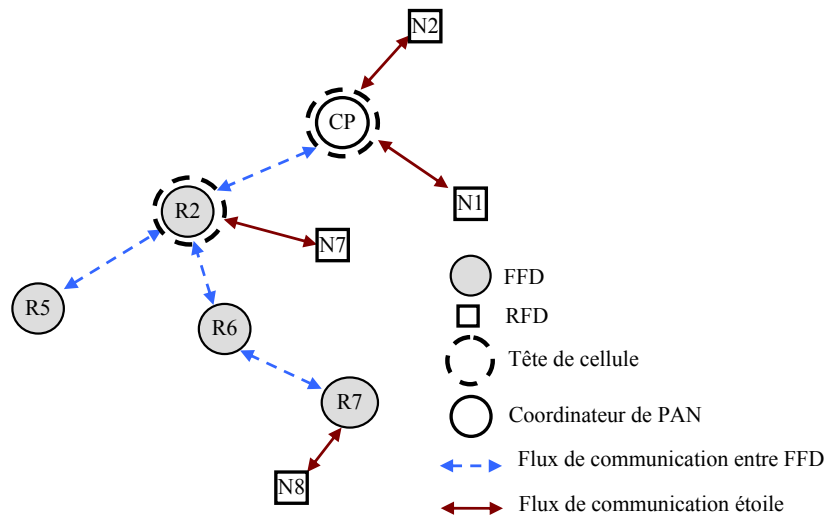 N2
CP
N1
R2
N7
R5
R6
R7
N8
FFD
RFD
Tête de cellule
Coordinateur de PAN
Flux de communication entre FFD
Flux de communication étoile